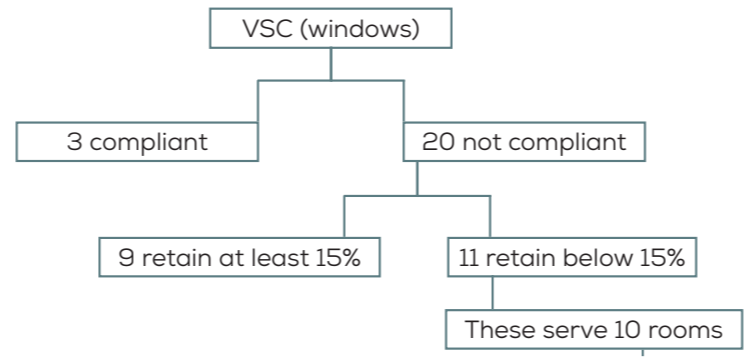 VSC (windows)
3 compliant
20 not compliant
9 retain at least 15%
11 retain below 15%
These serve 10 rooms